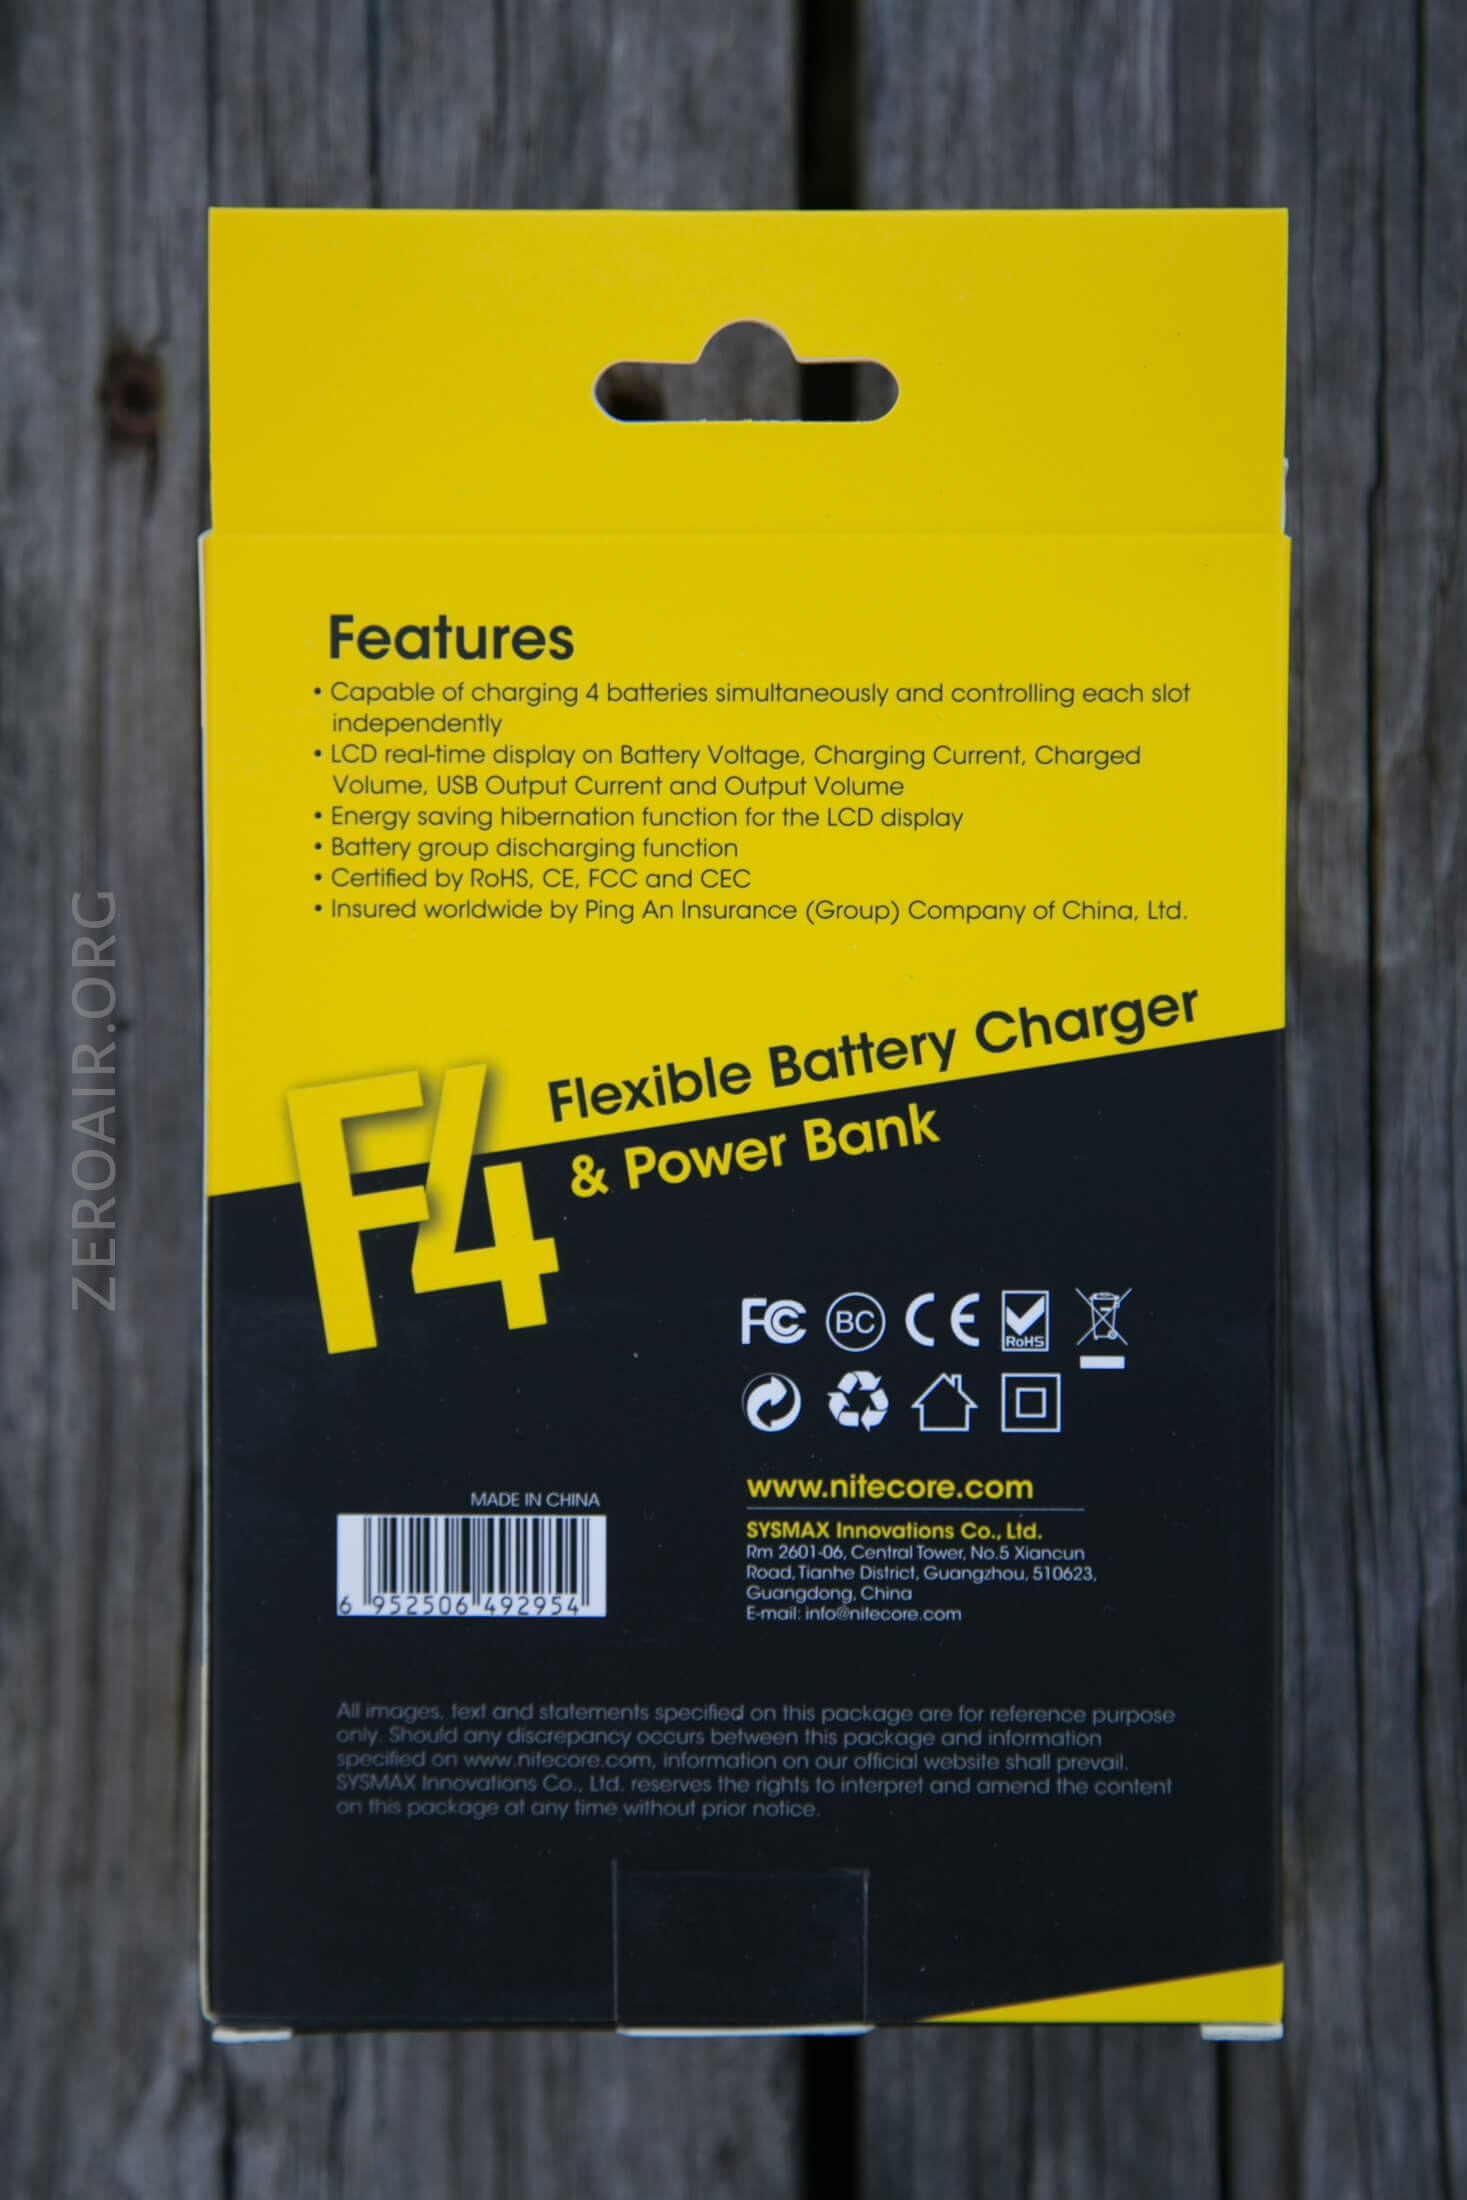 Features
• Capable of charging 4 batteries simultaneously and controlling each slot
independently
• LCD real-time display on Battery Voltage, Charging Current, Charged
Volume, USB Output Current and Output Volume
• Energy saving hibernation function for the LCD display
• Battery group discharging function
• Certified by RoHS, CE, FCC and CEC
• Insured worldwide by Ping An Insurance (Group) Company of China, Ltd.
F4
Flexible Battery Charger
& Power Bank
FC BC CE RoHS
MADE IN CHINA
6 952506 492954
www.nitecore.com
SYSMAX Innovations Co., Ltd.
Rm 2601-06, Central Tower, No.5 Xiancun
Road, Tianhe District, Guangzhou, 510623,
Guangdong, China
E-mail: info@nitecore.com
All images, text and statements specified on this package are for reference purpose
only. Should any discrepancy occurs between this package and information
specified on www.nitecore.com, information on our official website shall prevail.
SYSMAX Innovations Co., Ltd. reserves the rights to interpret and amend the content
on this package at any time without prior notice.
ZEROAIR.ORG